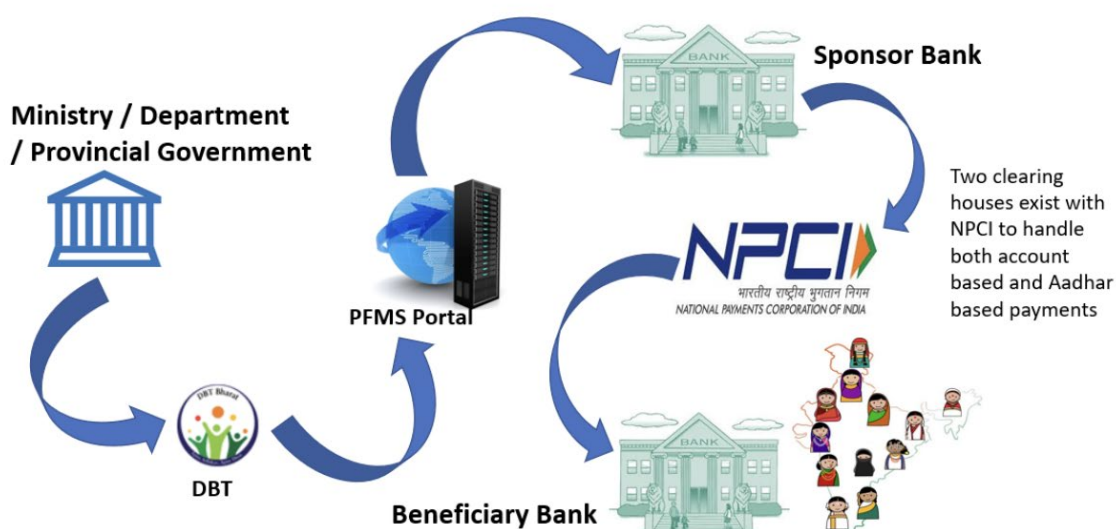 Ministry / Department
/ Provincial Government
DBT Bharat
DBT
PFMS Portal
BANK
Sponsor Bank
Two clearing
houses exist with
NPCI to handle
both account
based and Aadhar
based payments
NPCI
भारतीय राष्ट्रीय भुगतान निगम
NATIONAL PAYMENTS CORPORATION OF INDIA
BANK
Beneficiary Bank